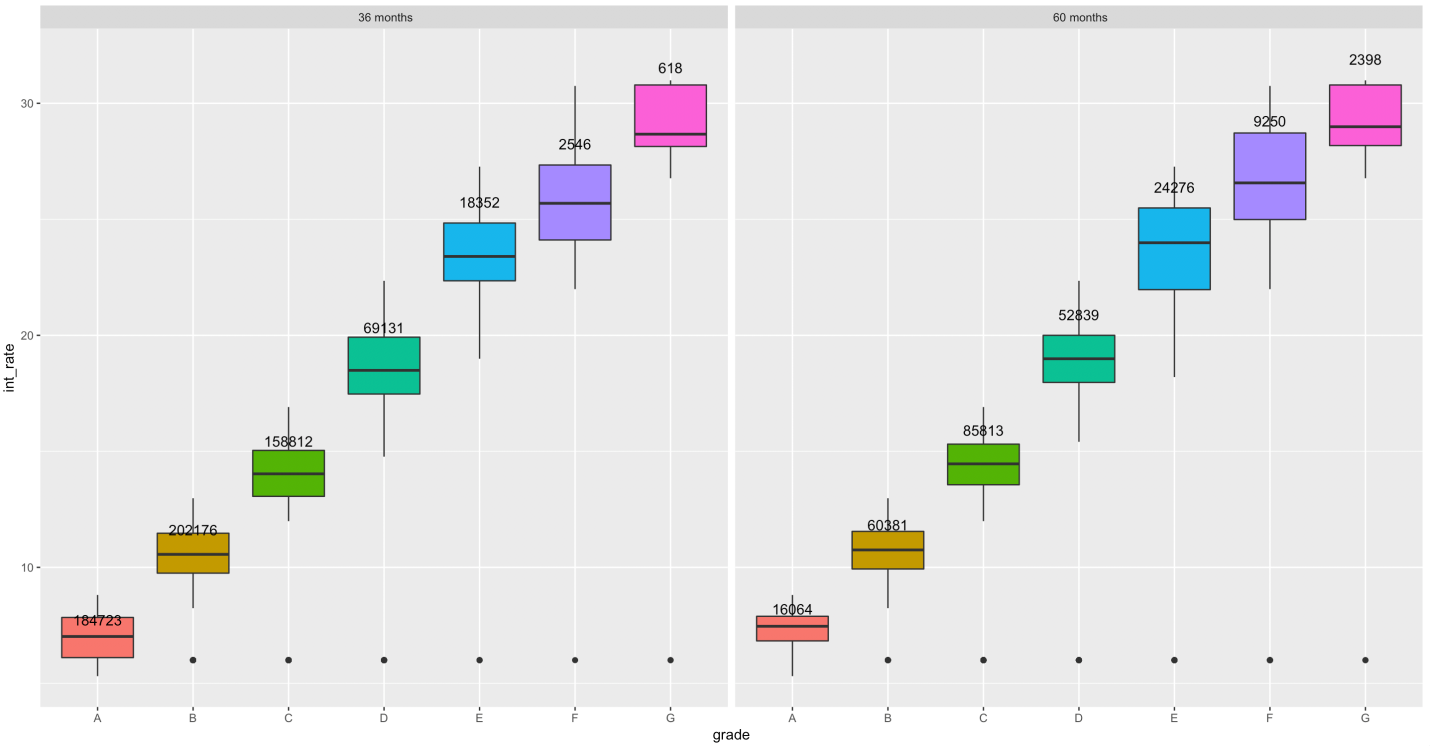 36 months
60 months
int_rate
30
20
10
184723
202176
158812
69131
18352
2546
618
16064
60381
85813
52839
24276
9250
2398
A B C D E F G
A B C D E F G
grade